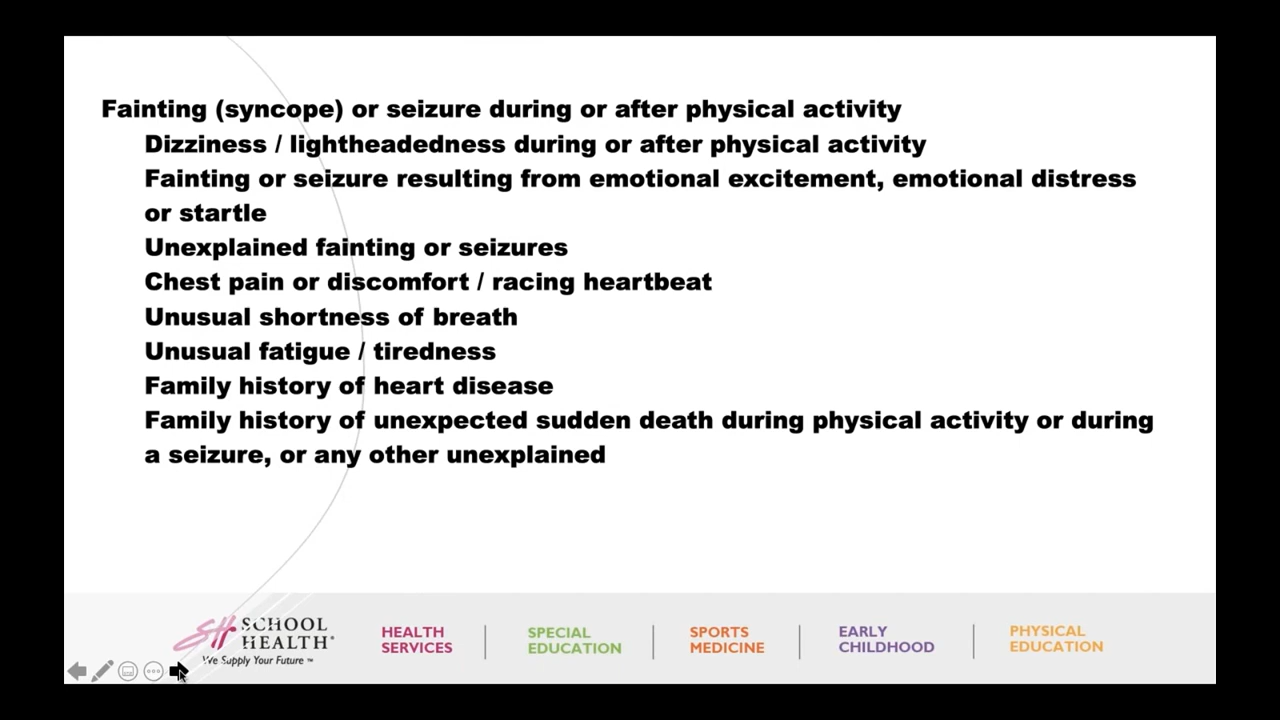 Fainting (syncope) or seizure during or after physical activity
Dizziness / lightheadedness during or after physical activity
Fainting or seizure resulting from emotional excitement, emotional distress
or startle
Unexplained fainting or seizures
Chest pain or discomfort / racing heartbeat
Unusual shortness of breath
Unusual fatigue / tiredness
Family history of heart disease
Family history of unexpected sudden death during physical activity or during
a seizure, or any other unexplained
SH SCHOOL
HEALTH®
We Supply Your Future ™
HEALTH
SERVICES
SPECIAL
EDUCATION
SPORTS
MEDICINE
EARLY
CHILDHOOD
PHYSICAL
EDUCATION